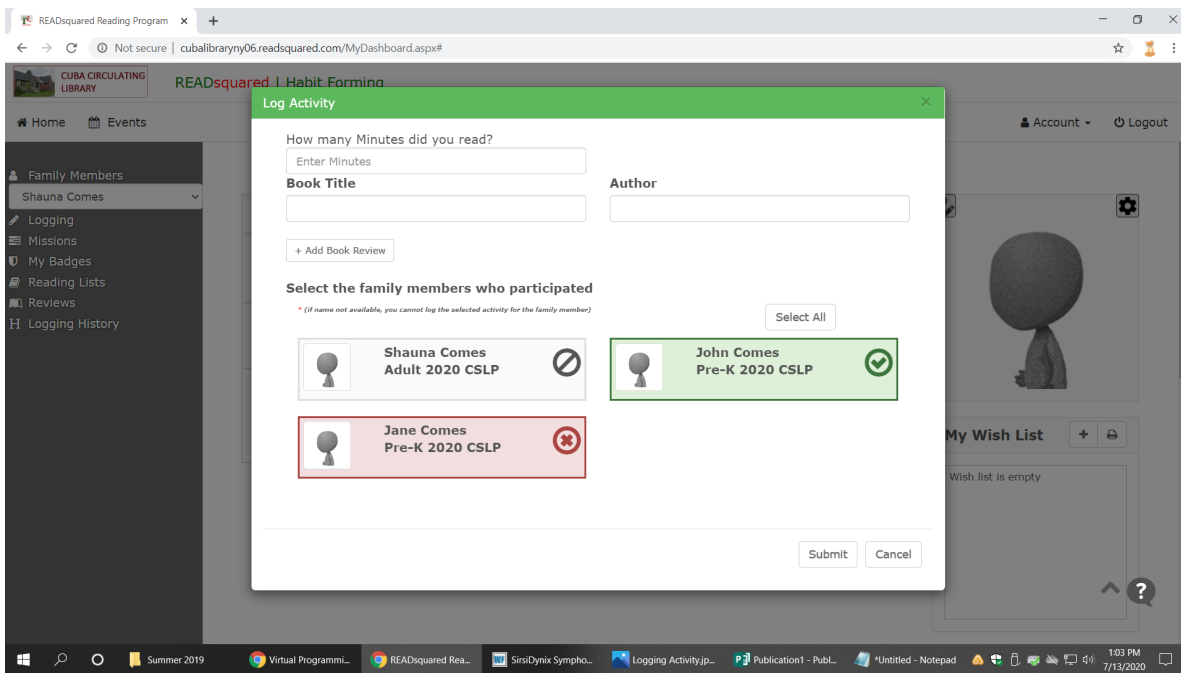 READsquared Reading Program
Not secure | cubalibraryny06.readsquared.com/MyDashboard.aspx#
CUBA CIRCULATING
LIBRARY
READsquared | Habit Forming
Log Activity
Home Events Account Logout
How many Minutes did you read?
Enter Minutes
Family Members
Shauna Comes
Book Title Author
Logging
Missions
My Badges
Reading Lists
Reviews
Logging History
+ Add Book Review
Select the family members who participated
* (if name not available, you cannot log the selected activity for the family member)
Select All
Shauna Comes
Adult 2020 CSLP
John Comes
Pre-K 2020 CSLP
Jane Comes
Pre-K 2020 CSLP
My Wish List
Wish list is empty
Submit Cancel
?
Summer 2019 Virtual Programmi... READsquared Rea... SirsiDynix Sympho... Logging Activity.jp... Publication1 - Publ... *Untitled - Notepad
1:03 PM
7/13/2020